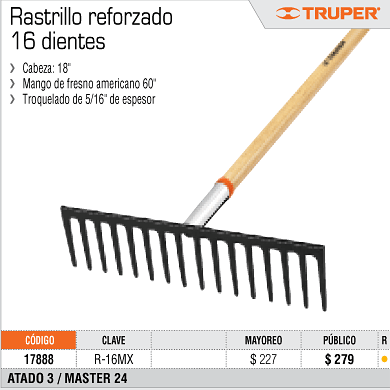 Rastrillo reforzado
16 dientes
TRUPER®
Cabeza: 18"
Mango de fresno americano 60"
Troquelado de 5/16" de espesor
TRUPER
CÓDIGO CLAVE MAYOREO PÚBLICO R
17888 R-16MX $ 227 $ 279
ATADO 3 / MASTER 24